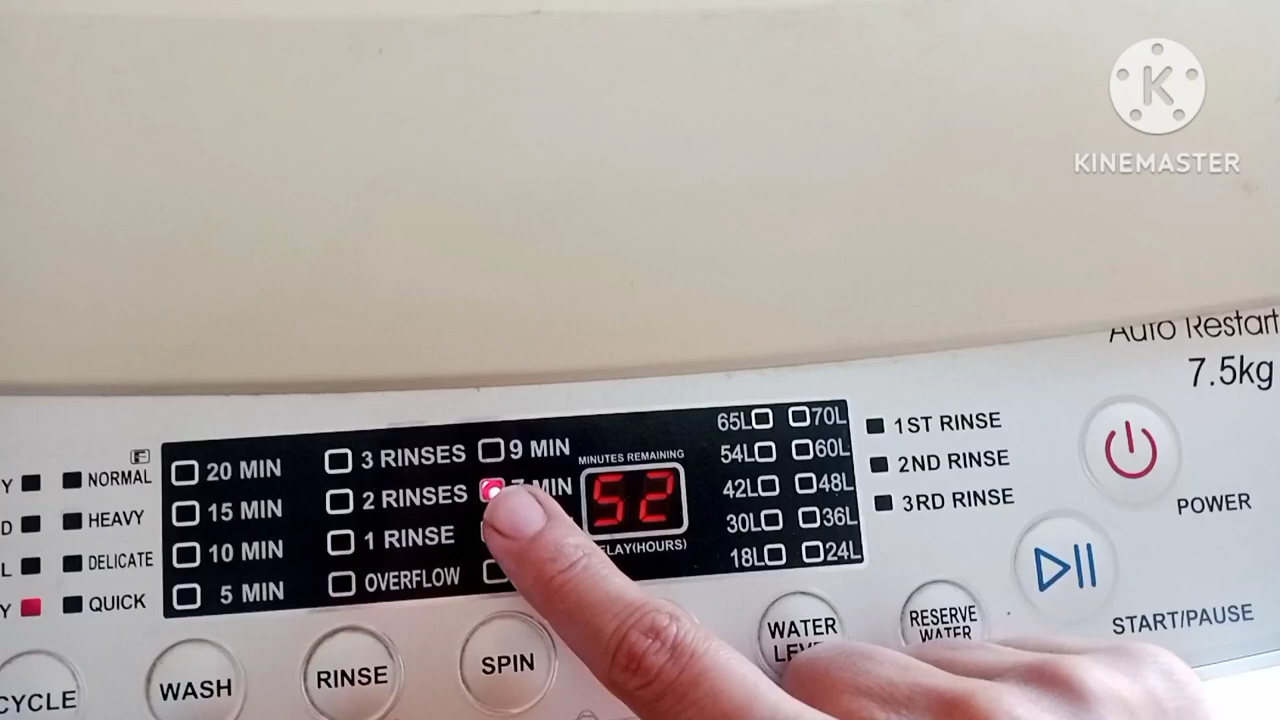 K
KINEMASTER
Auto Restart
7.5kg
POWER
START/PAUSE
1ST RINSE
2ND RINSE
3RD RINSE
65L 70L
54L 60L
42L 48L
30L 36L
18L 24L
MINUTES REMAINING
52
9 MIN
MIN
3 RINSES
2 RINSES
1 RINSE
OVERFLOW
20 MIN
15 MIN
10 MIN
5 MIN
Y NORMAL
D HEAVY
L DELICATE
Y QUICK
CYCLE
WASH
RINSE
SPIN
WATER
RESERVE
WATER